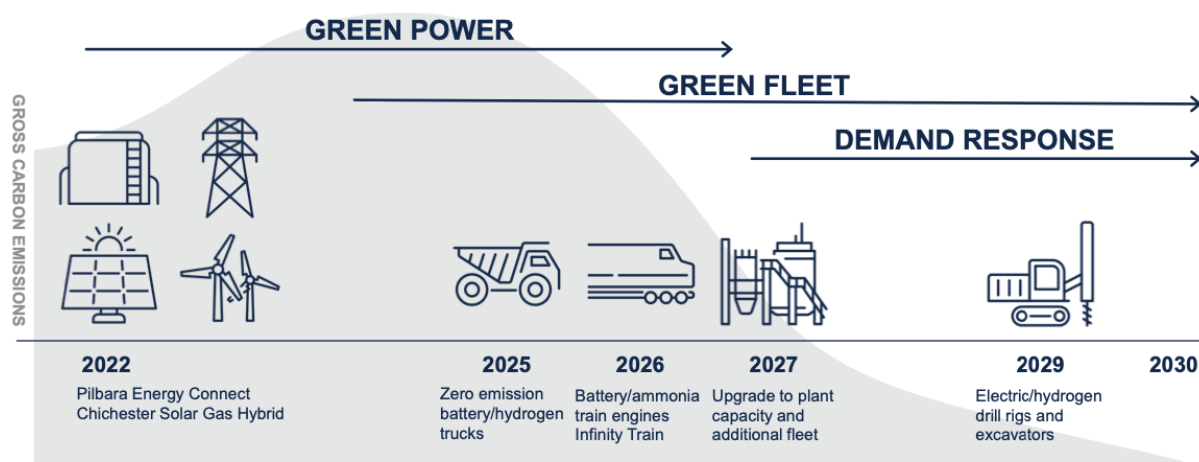 GREEN POWER
GREEN FLEET
DEMAND RESPONSE
GROSS CARBON EMISSIONS
2022
Pilbara Energy Connect
Chichester Solar Gas Hybrid
2025
Zero emission
battery/hydrogen
trucks
2026
Battery/ammonia
train engines
Infinity Train
2027
Upgrade to plant
capacity and
additional fleet
2029
Electric/hydrogen
drill rigs and
excavators
2030